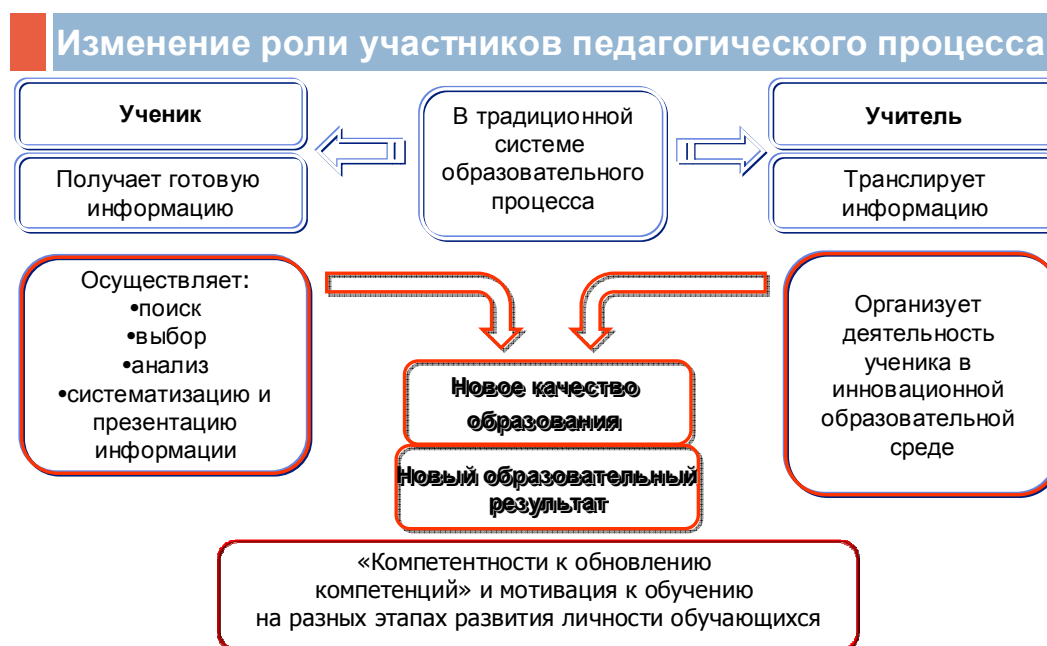 Изменение роли участников педагогического процесса
Ученик
Получает готовую
информацию
В традиционной
системе
образовательного
процесса
Учитель
Транслирует
информацию
Осуществляет:
•поиск
•выбор
•анализ
•систематизацию и
презентацию
информации
Организует
деятельность
ученика в
инновационной
образовательной
среде
Новое качество
образования
Новый образовательный
результат
«Компетентности к обновлению
компетенций» и мотивация к обучению
на разных этапах развития личности обучающихся